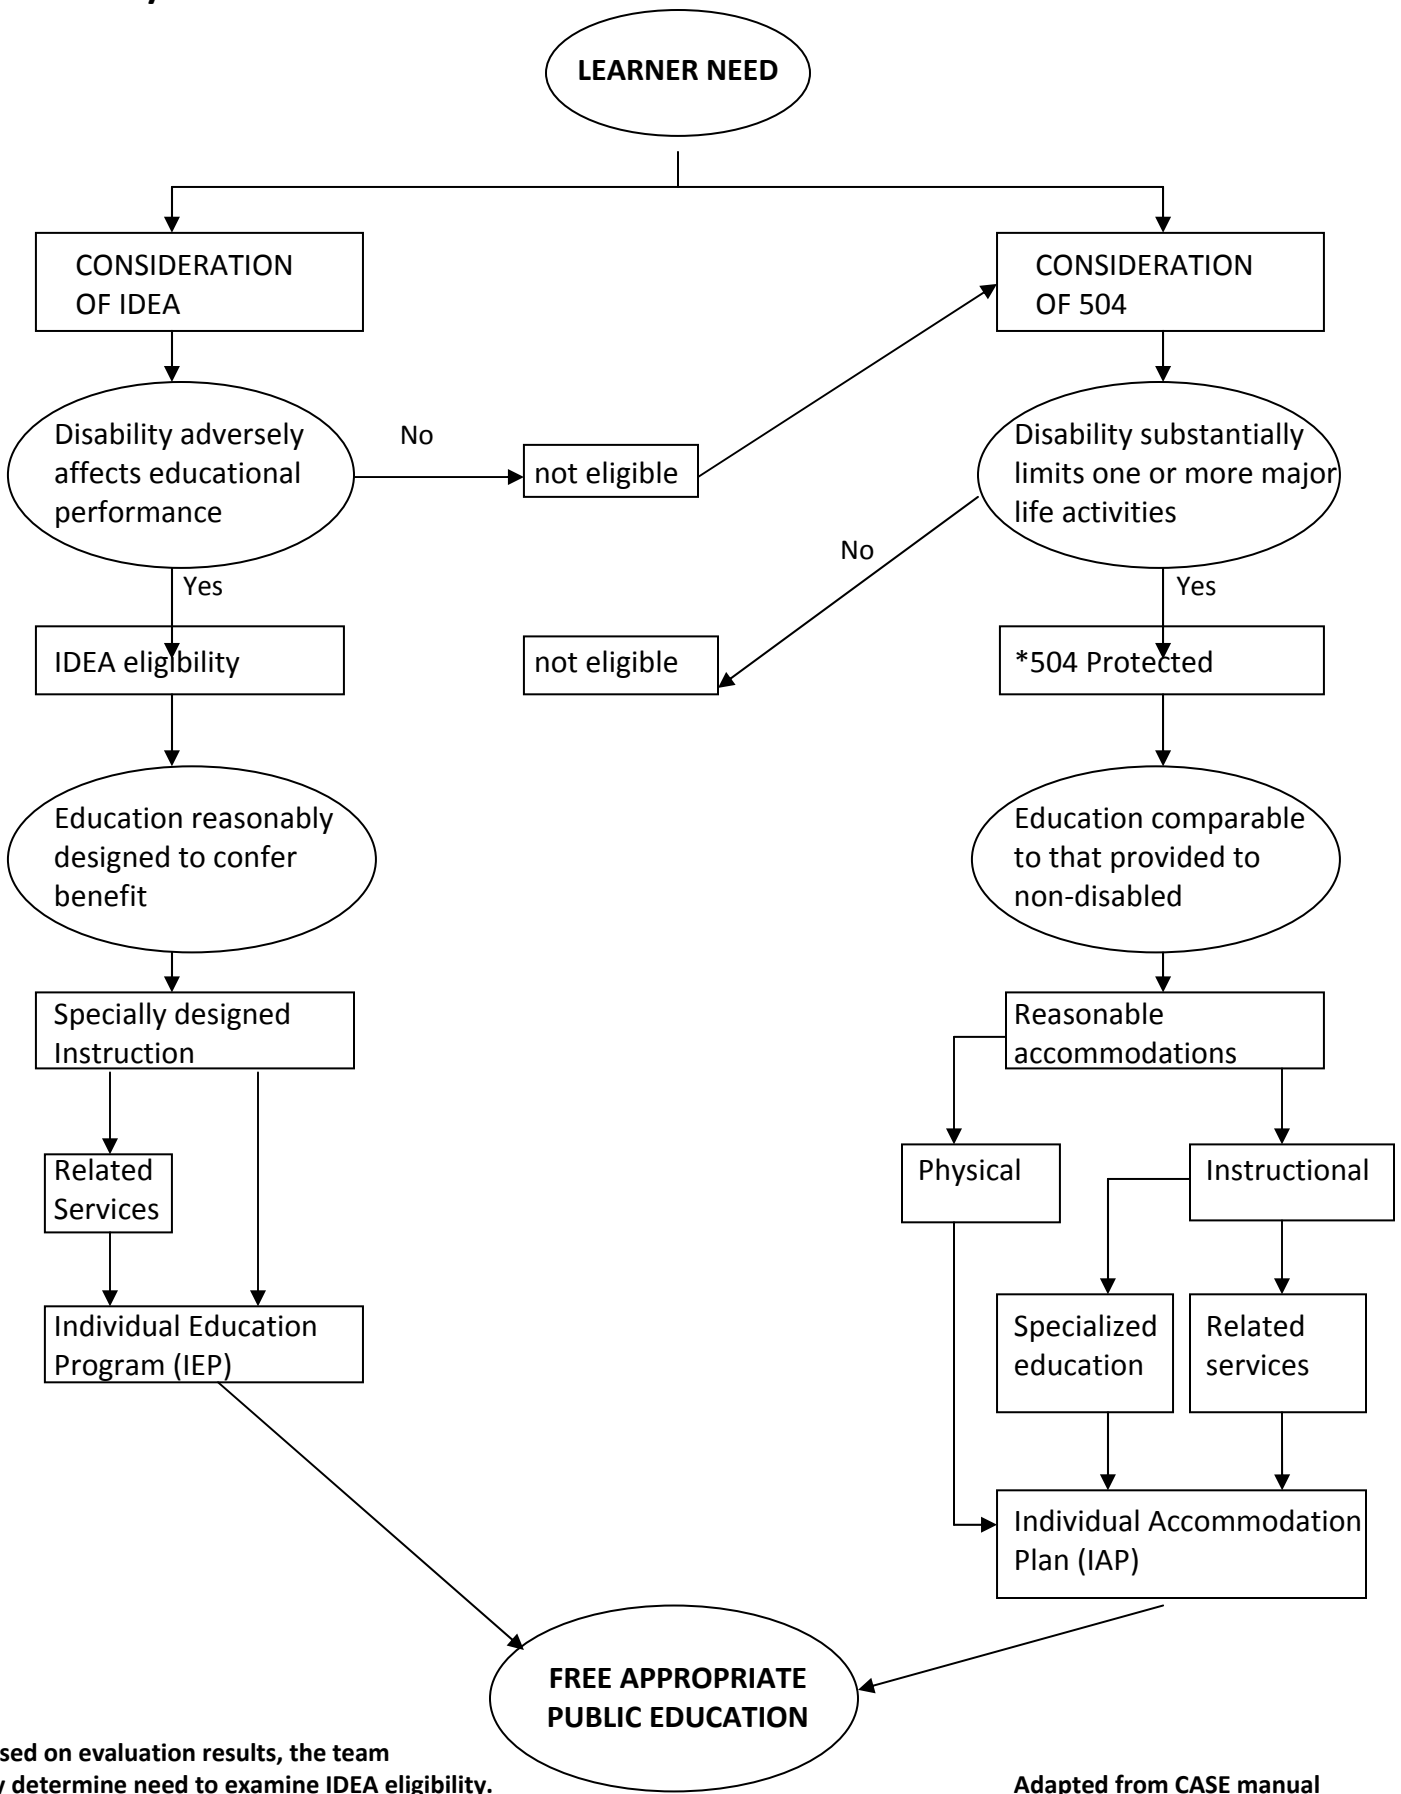 LEARNER NEED
CONSIDERATION
OF IDEA
CONSIDERATION
OF 504
Disability adversely
affects educational
performance
No
not eligible
Disability substantially
limits one or more major
life activities
No
Yes
Yes
IDEA eligibility
not eligible
*504 Protected
Education reasonably
designed to confer
benefit
Education comparable
to that provided to
non-disabled
Specially designed
Instruction
Reasonable
accommodations
Related
Services
Physical
Instructional
Individual Education
Program (IEP)
Specialized
education
Related
services
Individual Accommodation
Plan (IAP)
FREE APPROPRIATE
PUBLIC EDUCATION
on evaluation results, the team
determine need to examine IDEA eligibility.
Adapted from CASE manual